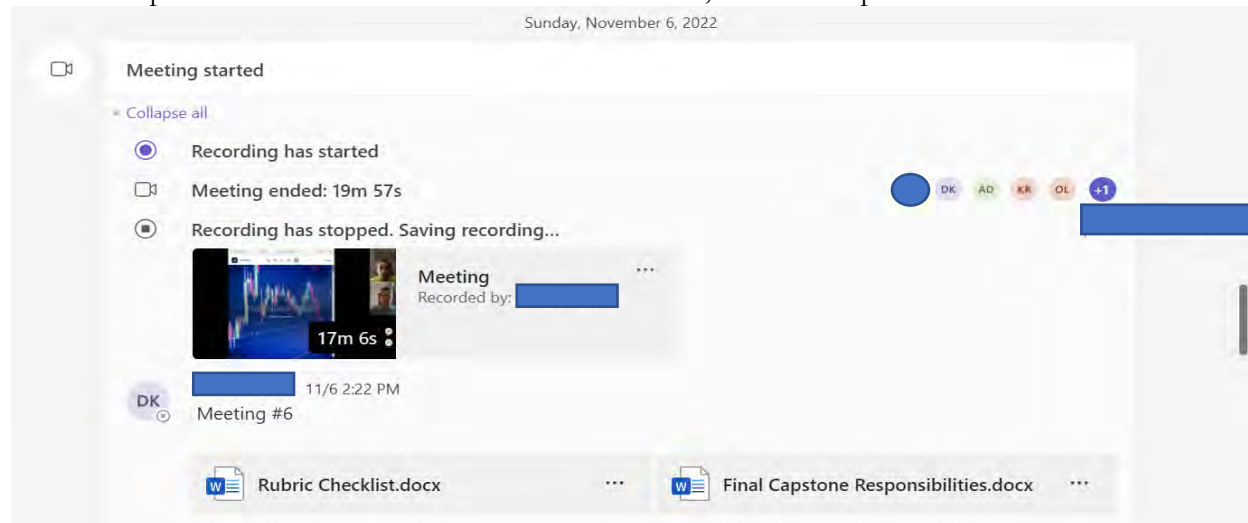 Sunday, November 6, 2022
Meeting started
Collapse all
Recording has started
Meeting ended: 19m 57s
DK AD KR OL +1
Recording has stopped. Saving recording...
Meeting
Recorded by:
17m 6s
11/6 2:22 PM
DK
Meeting #6
Rubric Checklist.docx
Final Capstone Responsibilities.docx